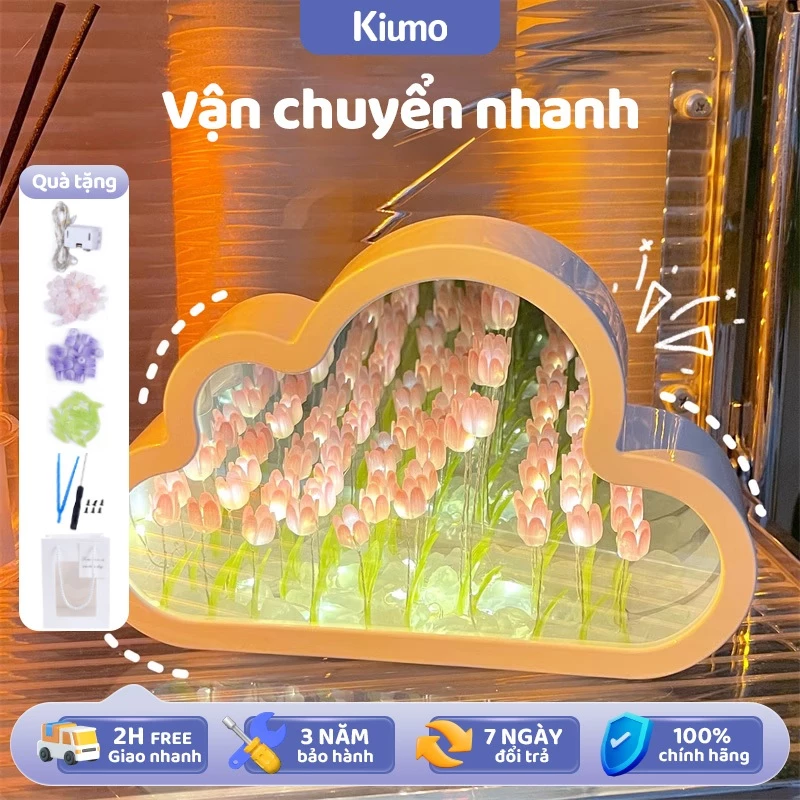 Kiumo
Vận chuyển nhanh
Quà tặng
2H FREE
Giao nhanh
3 NĂM
bảo hành
7 NGÀY
đổi trả
100%
chính hãng